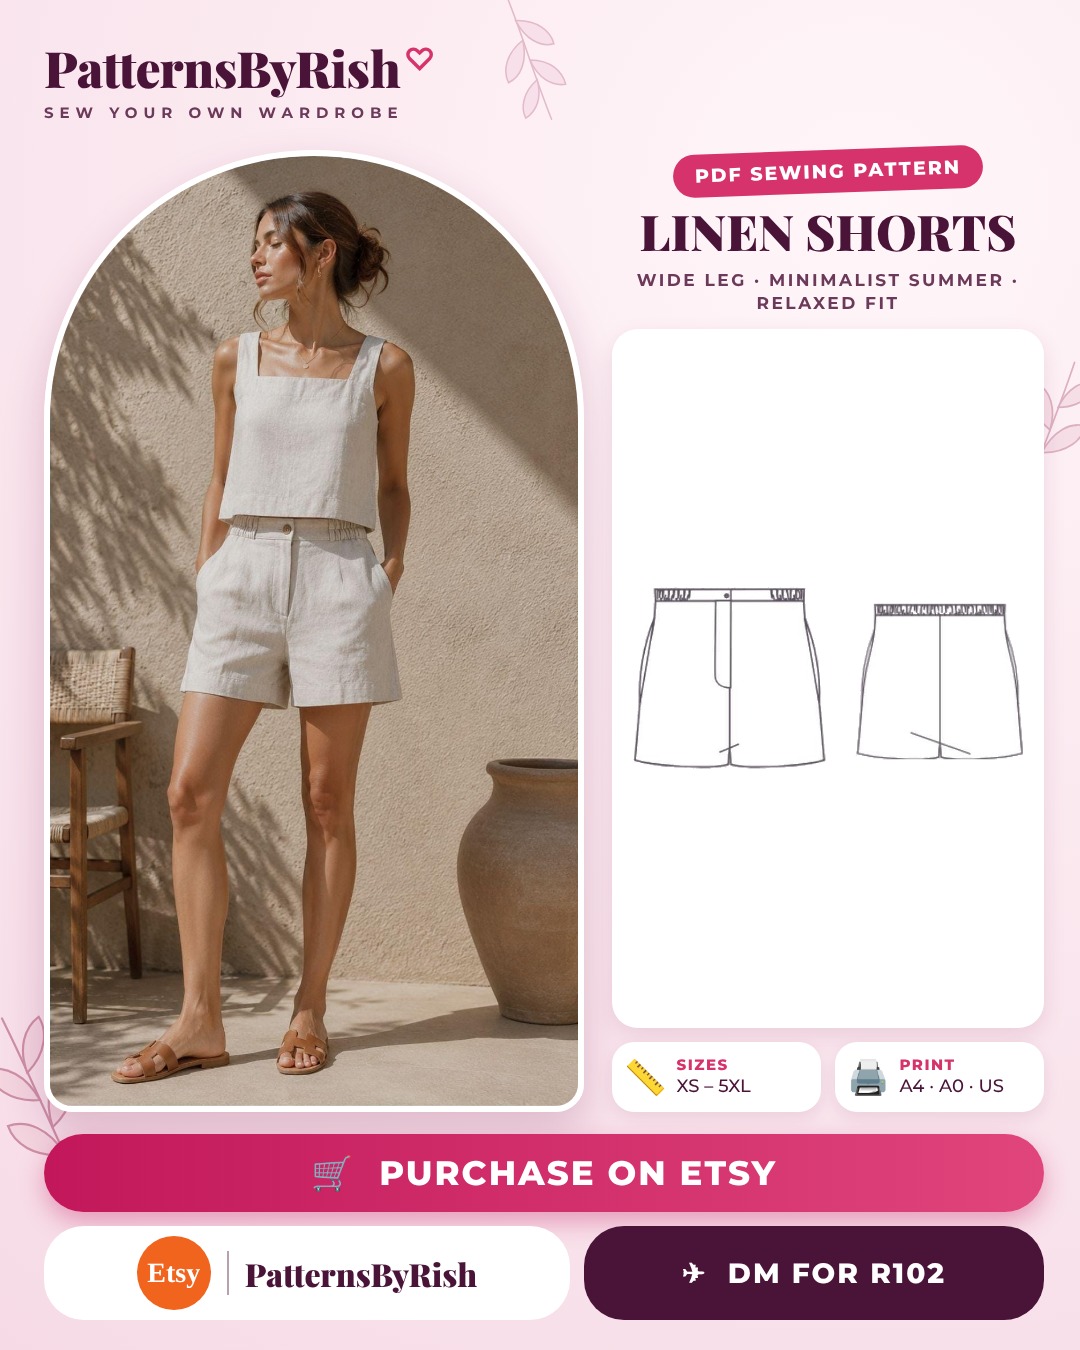 PatternsByRish
SEW YOUR OWN WARDROBE
PDF SEWING PATTERN
LINEN SHORTS
WIDE LEG · MINIMALIST SUMMER ·
RELAXED FIT
SIZES
XS – 5XL
PRINT
A4 · A0 · US
PURCHASE ON ETSY
Etsy
PatternsByRish
DM FOR R102